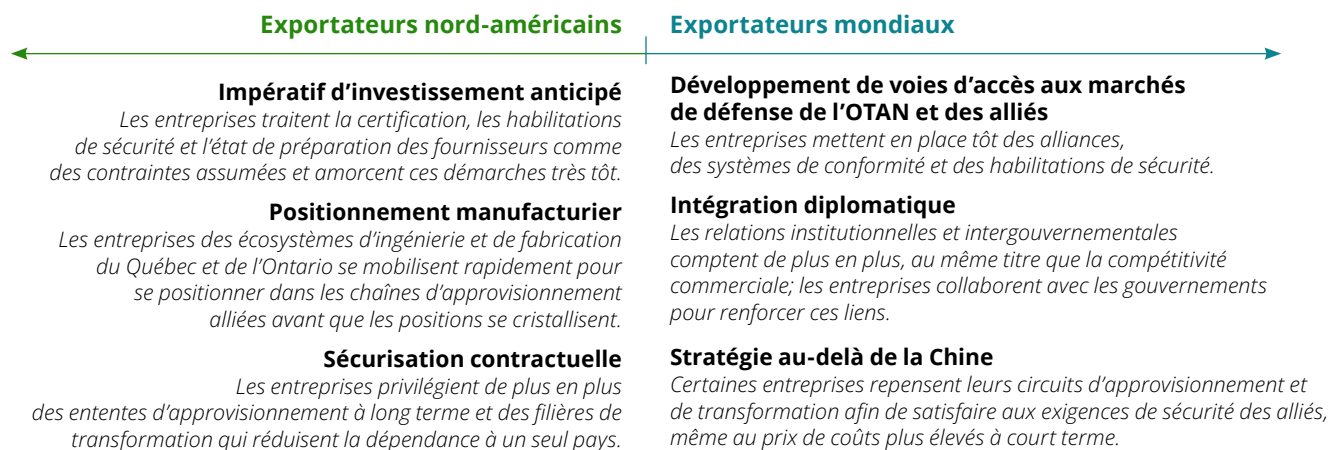 Exportateurs nord-américains
Impératif d’investissement anticipé
Les entreprises traitent la certification, les habilitations
de sécurité et l’état de préparation des fournisseurs comme
des contraintes assumées et amorcent ces démarches très tôt.
Positionnement manufacturier
Les entreprises des écosystèmes d’ingénierie et de fabrication
du Québec et de l’Ontario se mobilisent rapidement pour
se positionner dans les chaînes d’approvisionnement
alliées avant que les positions se cristallisent.
Sécurisation contractuelle
Les entreprises privilégient de plus en plus
des ententes d’approvisionnement à long terme et des filières de
transformation qui réduisent la dépendance à un seul pays.
Exportateurs mondiaux
Développement de voies d’accès aux marchés
de défense de l’OTAN et des alliés
Les entreprises mettent en place tôt des alliances,
des systèmes de conformité et des habilitations de sécurité.
Intégration diplomatique
Les relations institutionnelles et intergouvernementales
comptent de plus en plus, au même titre que la compétitivité
commerciale; les entreprises collaborent avec les gouvernements
pour renforcer ces liens.
Stratégie au-delà de la Chine
Certaines entreprises repensent leurs circuits d’approvisionnement et
de transformation afin de satisfaire aux exigences de sécurité des alliés,
même au prix de coûts plus élevés à court terme.